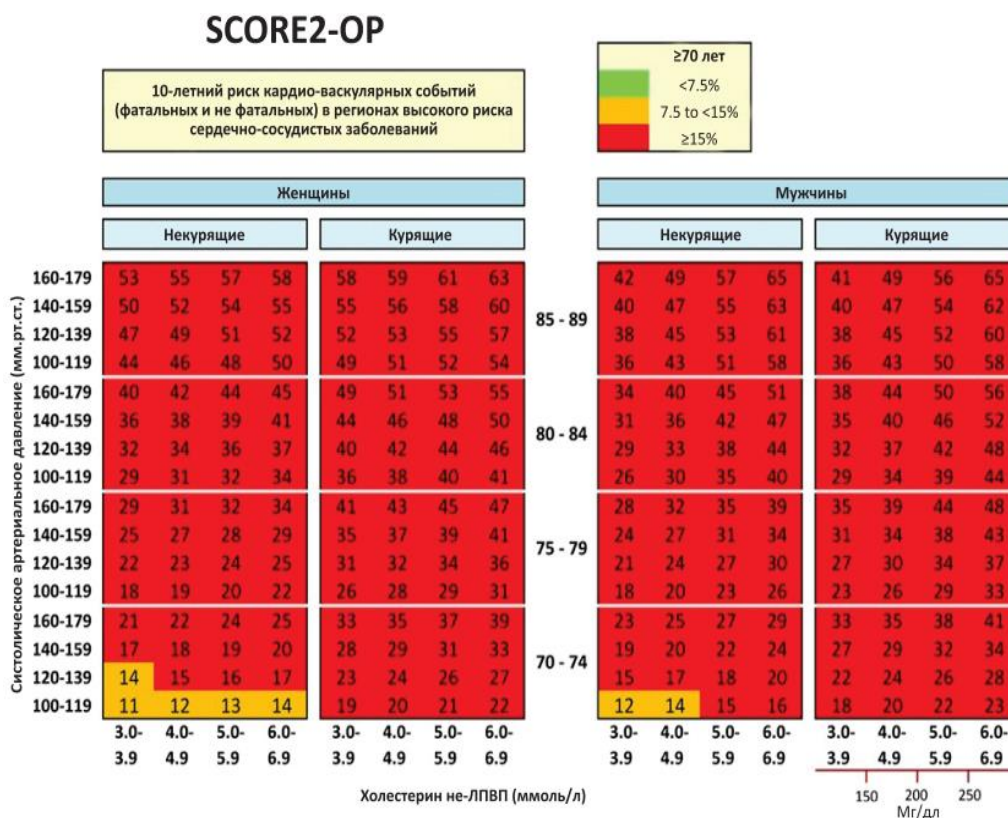 SCORE2-OP
10-летний риск кардио-васкулярных событий
(фатальных и не фатальных) в регионах высокого риска
сердечно-сосудистых заболеваний
≥70 лет
<7.5%
7.5 to <15%
≥15%
Женщины
Мужчины
Некурящие Курящие Некурящие Курящие
Систолическое артериальное давление (мм.рт.ст.)
160-179 53 55 57 58 58 59 61 63 42 49 57 65 41 49 56 65
140-159 50 52 54 55 55 56 58 60 40 47 55 63 40 47 54 62
85 - 89
120-139 47 49 51 52 52 53 55 57 38 45 53 61 38 45 52 60
100-119 44 46 48 50 49 51 52 54 36 43 51 58 36 43 50 58
160-179 40 42 44 45 49 51 53 55 34 40 45 51 38 44 50 56
140-159 36 38 39 41 44 46 48 50 31 36 42 47 35 40 46 52
80 - 84
120-139 32 34 36 37 40 42 44 46 29 33 38 44 32 37 42 48
100-119 29 31 32 34 36 38 40 41 26 30 35 40 29 34 39 44
160-179 29 31 32 34 41 43 45 47 28 32 35 39 35 39 44 48
140-159 25 27 28 29 35 37 39 41 24 27 31 34 31 34 38 43
75 - 79
120-139 22 23 24 25 31 32 34 36 21 24 27 30 27 30 34 37
100-119 18 19 20 22 26 28 29 31 18 20 23 26 23 26 29 33
160-179 21 22 24 25 33 35 37 39 23 25 27 29 33 35 38 41
140-159 17 18 19 20 28 29 31 33 19 20 22 24 27 29 32 34
70 - 74
120-139 14 15 16 17 23 24 26 27 15 17 18 20 22 24 26 28
100-119 11 12 13 14 19 20 21 22 12 14 15 16 18 20 22 23
3.0- 4.0- 5.0- 6.0- 3.0- 4.0- 5.0- 6.0- 3.0- 4.0- 5.0- 6.0- 3.0- 4.0- 5.0- 6.0-
3.9 4.9 5.9 6.9 3.9 4.9 5.9 6.9 3.9 4.9 5.9 6.9 3.9 4.9 5.9 6.9
Холестерин не-ЛПВП (ммоль/л)
150 200 250
Мг/дл